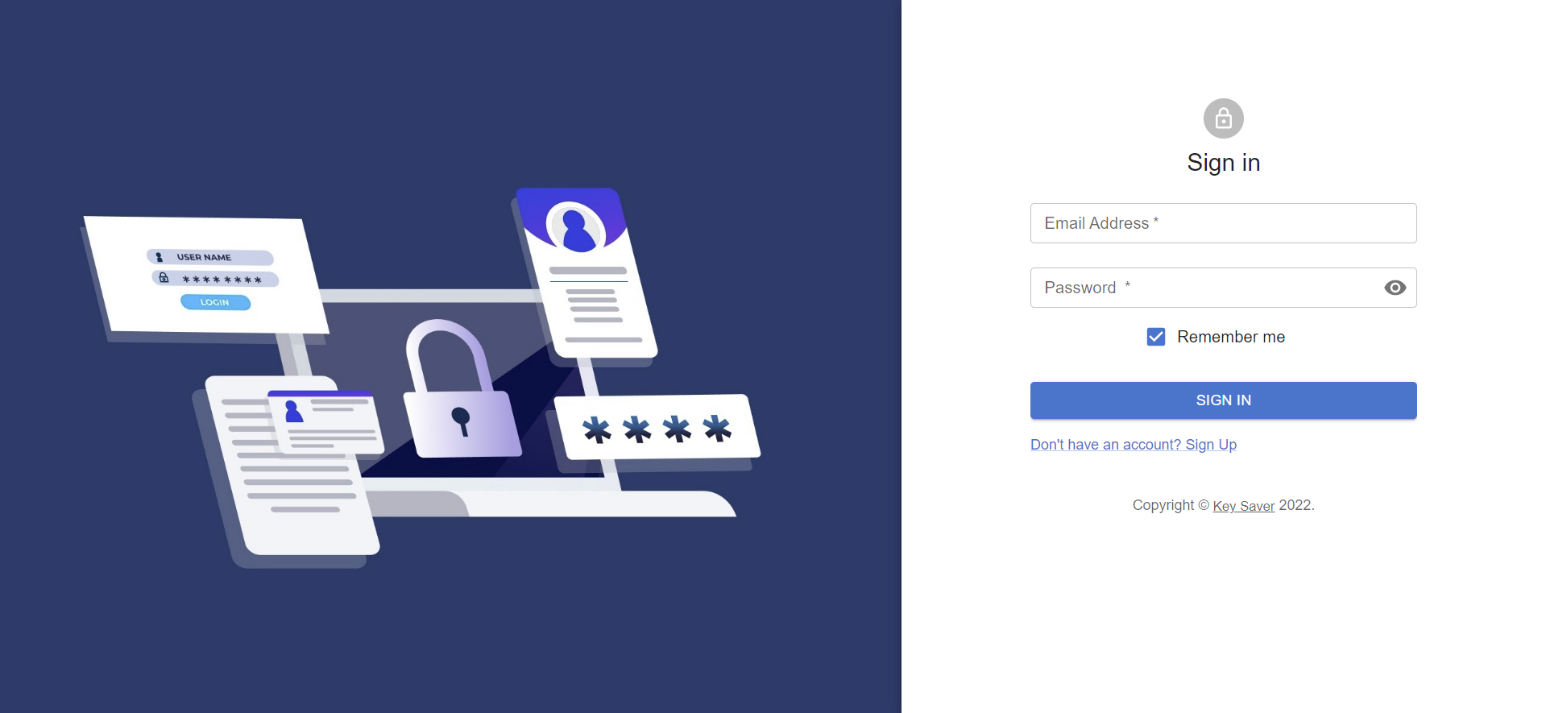 USER NAME
********
LOGIN
****
Sign in
Email Address *
Password *
Remember me
SIGN IN
Don't have an account? Sign Up
Copyright © Key Saver 2022.